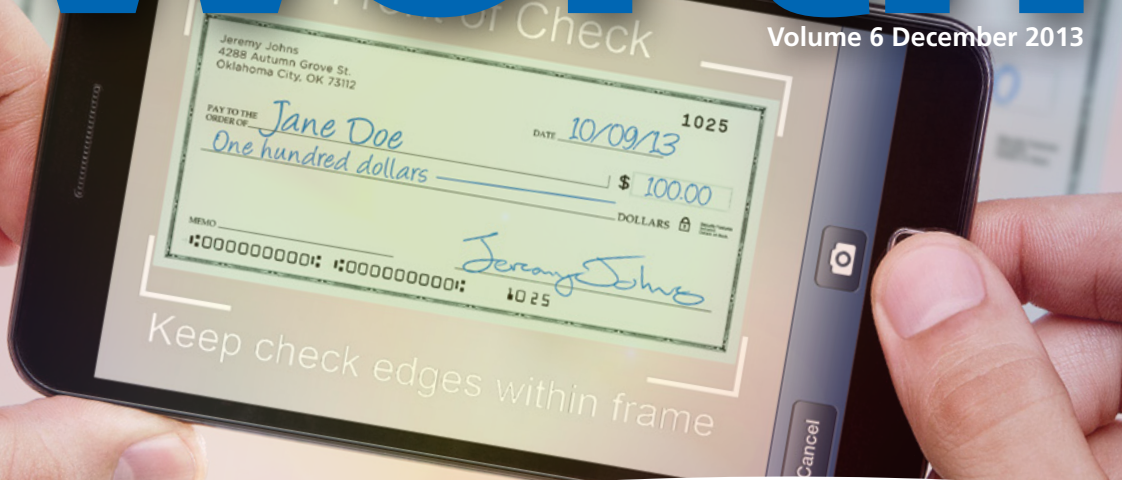 Volume 6 December 2013
of Check
Jeremy Johns
4288 Autumn Grove St.
Oklahoma City, OK 73112
1025
PAY TO THE
ORDER OF
Jane Doe
DATE 10/09/13
One hundred dollars
$ 100.00
DOLLARS
MEMO
Jeremy Johns
⑆000000000⑆ ⑆0000000000⑆ 1025
Keep check edges within frame
Cancel